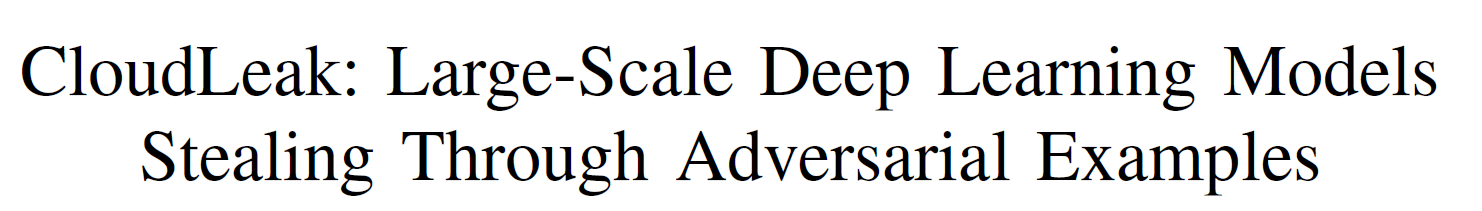 CloudLeak: Large-Scale Deep Learning Models
Stealing Through Adversarial Examples